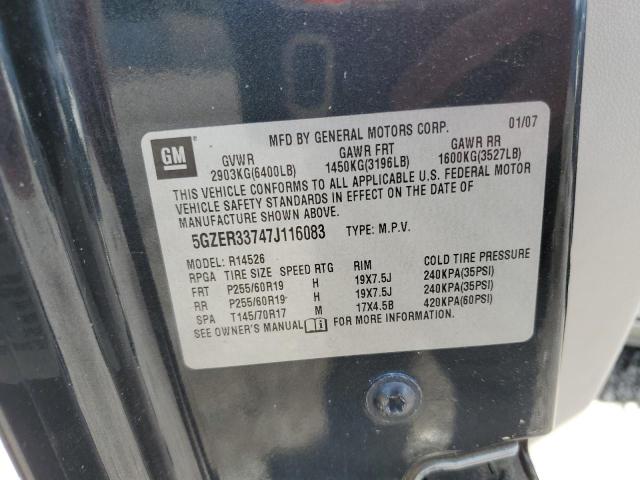 MFD BY GENERAL MOTORS CORP. 01/07
GM GVWR GAWR FRT GAWR RR
2903KG(6400LB) 1450KG(3196LB) 1600KG(3527LB)
THIS VEHICLE CONFORMS TO ALL APPLICABLE U.S. FEDERAL MOTOR
VEHICLE SAFETY STANDARDS IN EFFECT ON THE DATE OF
MANUFACTURE SHOWN ABOVE.
5GZER33747J116083 TYPE: M.P.V.
MODEL: R14526
RPGA TIRE SIZE SPEED RTG RIM COLD TIRE PRESSURE
FRT P255/60R19 H 19X7.5J 240KPA(35PSI)
RR P255/60R19 H 19X7.5J 240KPA(35PSI)
SPA T145/70R17 M 17X4.5B 420KPA(60PSI)
SEE OWNER'S MANUAL FOR MORE INFORMATION.